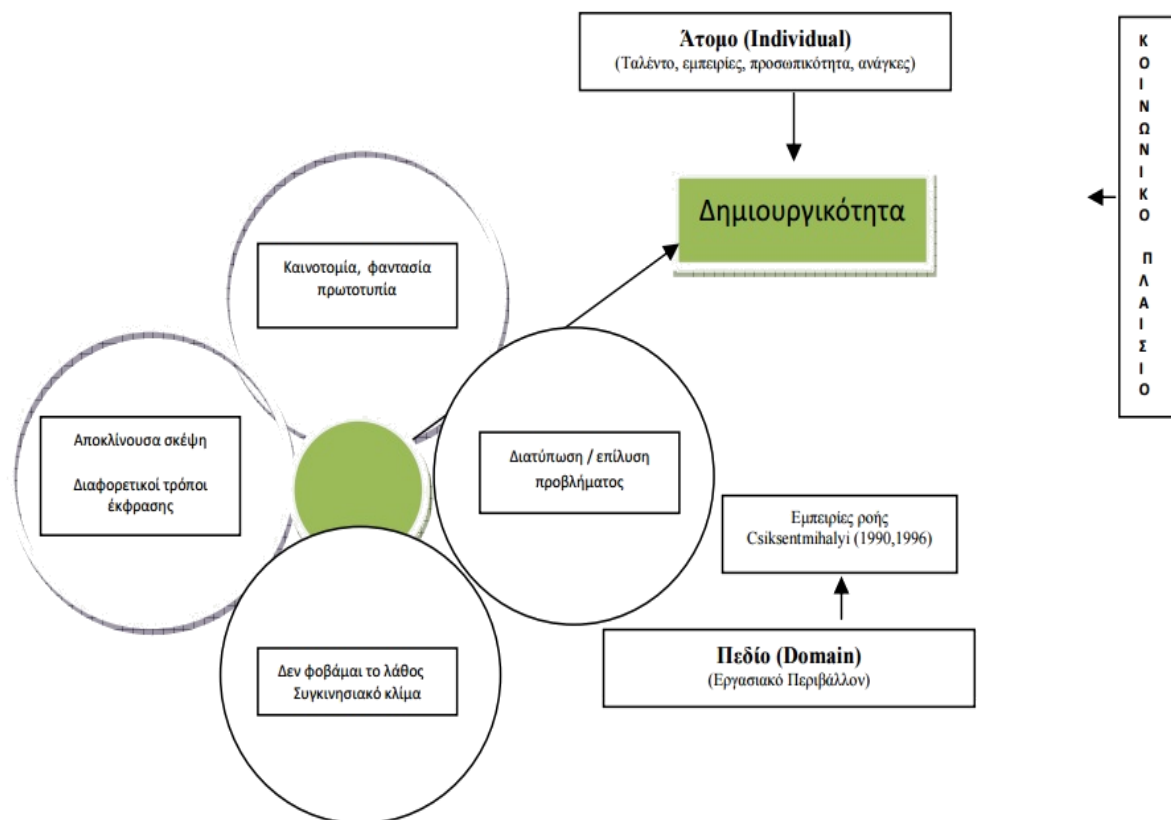 Άτομο (Individual)
(Ταλέντο, εμπειρίες, προσωπικότητα, ανάγκες)
Δημιουργικότητα
Καινοτομία, φαντασία
πρωτοτυπία
Αποκλίνουσα σκέψη
Διαφορετικοί τρόποι
έκφρασης
Διατύπωση / επίλυση
προβλήματος
Δεν φοβάμαι το λάθος
Συγκινησιακό κλίμα
Εμπειρίες ροής
Csiksentmihalyi (1990,1996)
Πεδίο (Domain)
(Εργασιακό Περιβάλλον)
ΚΟΙΝΩΝΙΚΟ ΠΛΑΙΣΙΟ